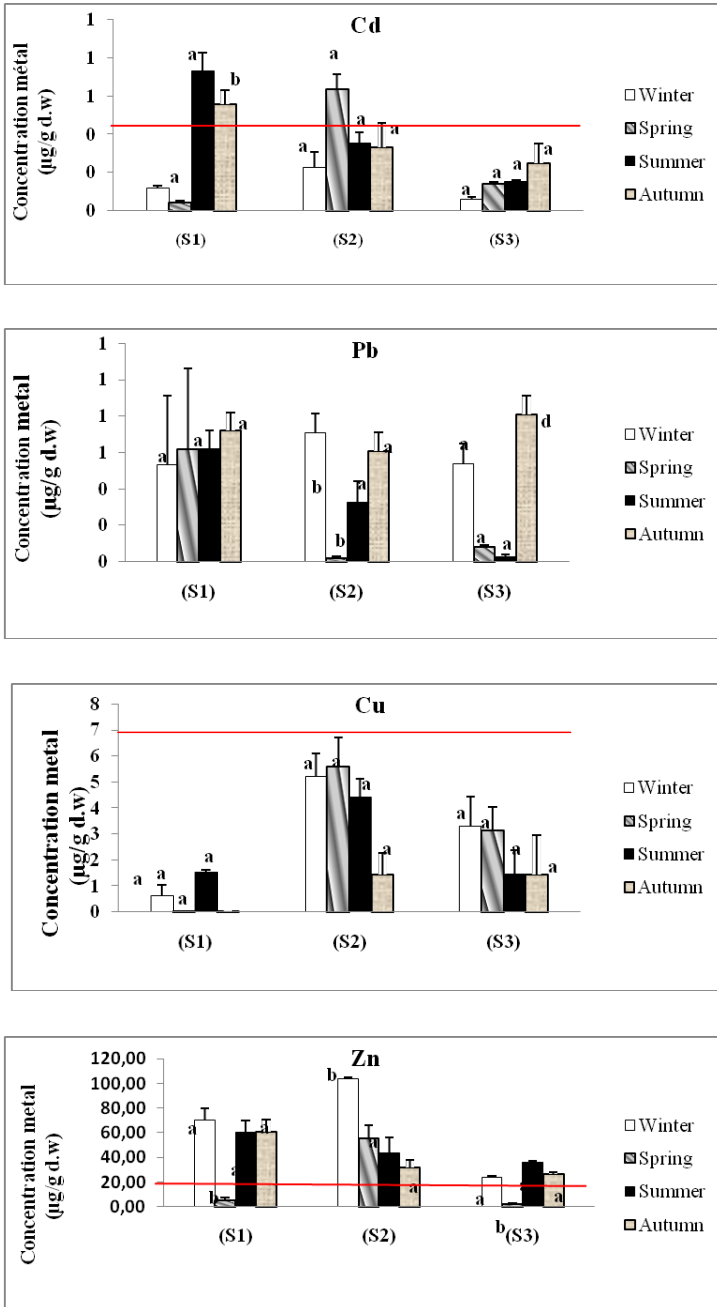 Cd
Concentration métal
(µg/g d.w)
1
1
1
0
0
0
a
b
a
a
a
a
a
a
a
a
a
(S1)
(S2)
(S3)
Winter
Spring
Summer
Autumn
Pb
Concentration metal
(µg/g d.w)
1
1
1
1
0
0
0
a
a
a
a
b
b
a
a
a
a
a
d
(S1)
(S2)
(S3)
Winter
Spring
Summer
Autumn
Cu
Concentration metal
(µg/g d.w)
8
7
6
5
4
3
2
1
0
a
a
a
a
a
a
a
a
a
a
a
a
(S1)
(S2)
(S3)
Winter
Spring
Summer
Autumn
Zn
Concentration metal
(µg/g d.w)
120,00
100,00
80,00
60,00
40,00
20,00
0,00
a
b
a
a
b
a
a
a
b
a
(S1)
(S2)
(S3)
Winter
Spring
Summer
Autumn